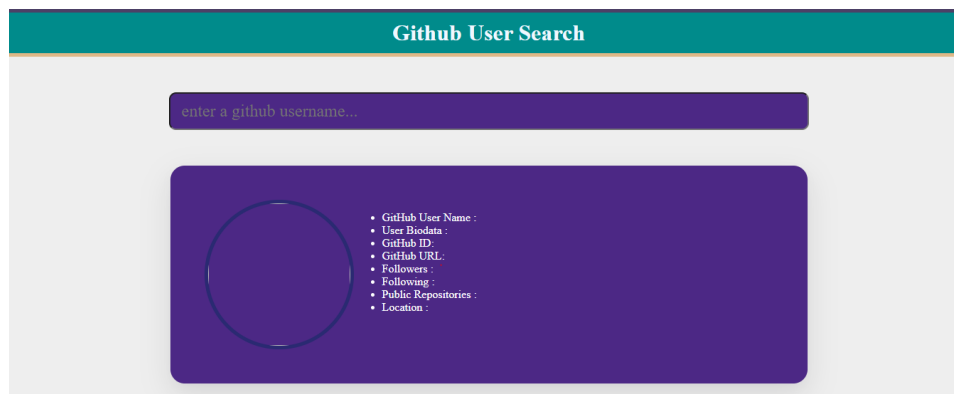 Github User Search
enter a github username...
GitHub User Name :
User Biodata :
GitHub ID:
GitHub URL:
Followers :
Following :
Public Repositories :
Location :